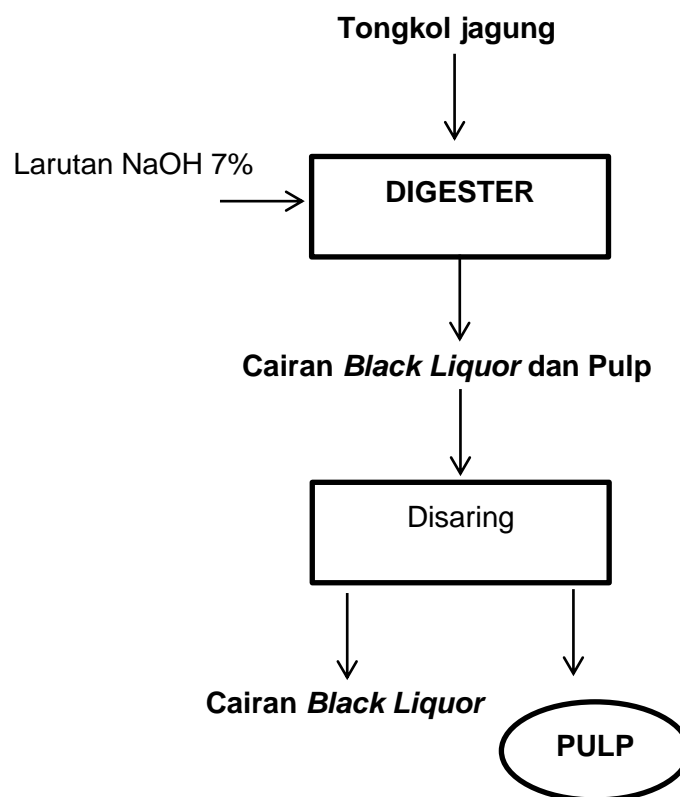 Tongkol jagung
Larutan NaOH 7%
DIGESTER
Cairan Black Liquor dan Pulp
Disaring
Cairan Black Liquor
PULP